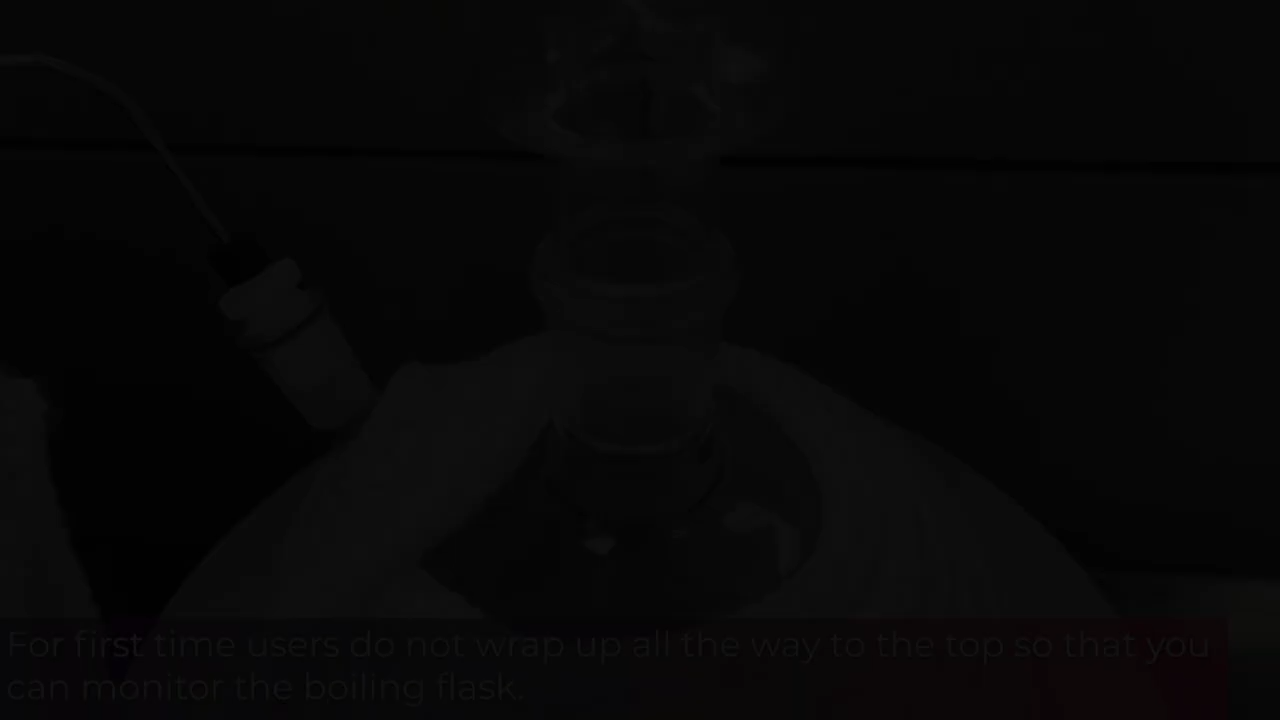 For first time users do not wrap up all the way to the top so that you
can monitor the boiling flask.